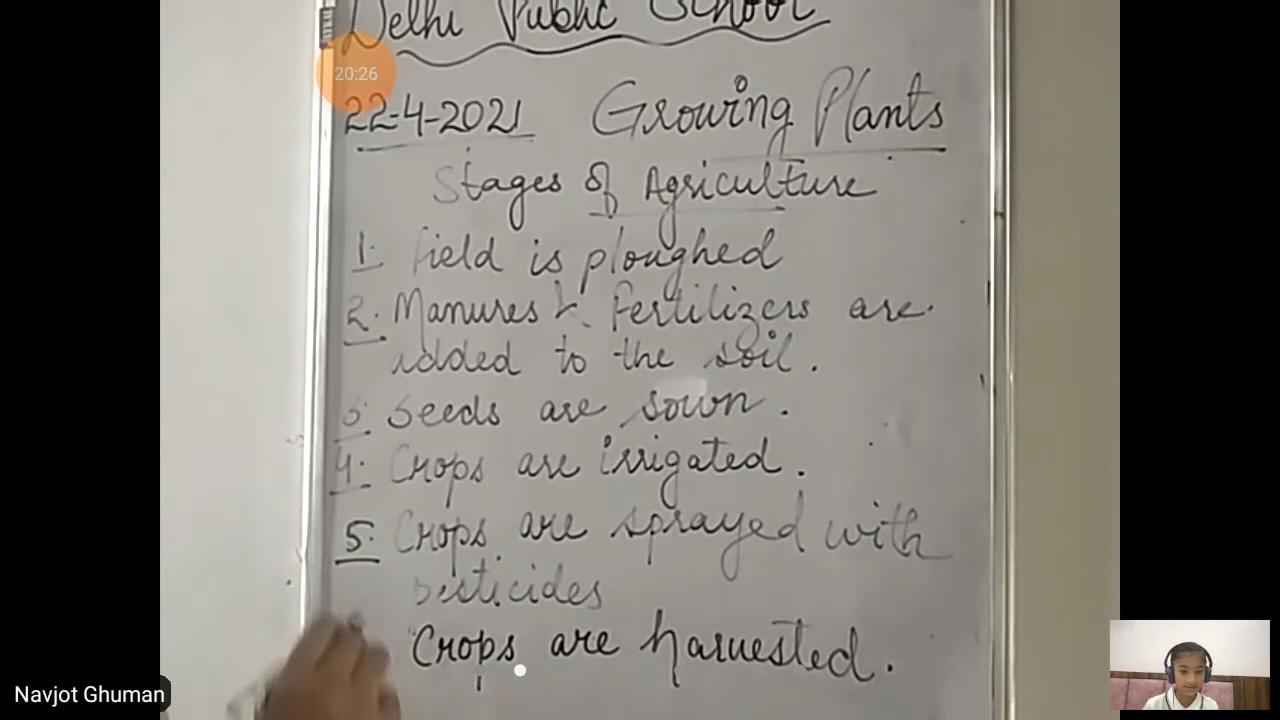 Delhi Public School
20:26
22-4-2021 Growing Plants
Stages of Agriculture
1. Field is ploughed
2. Manures & Fertilizers are
added to the soil.
3. Seeds are sown.
4. Crops are irrigated.
5. Crops are sprayed with
pesticides
Crops are harvested.
Navjot Ghuman